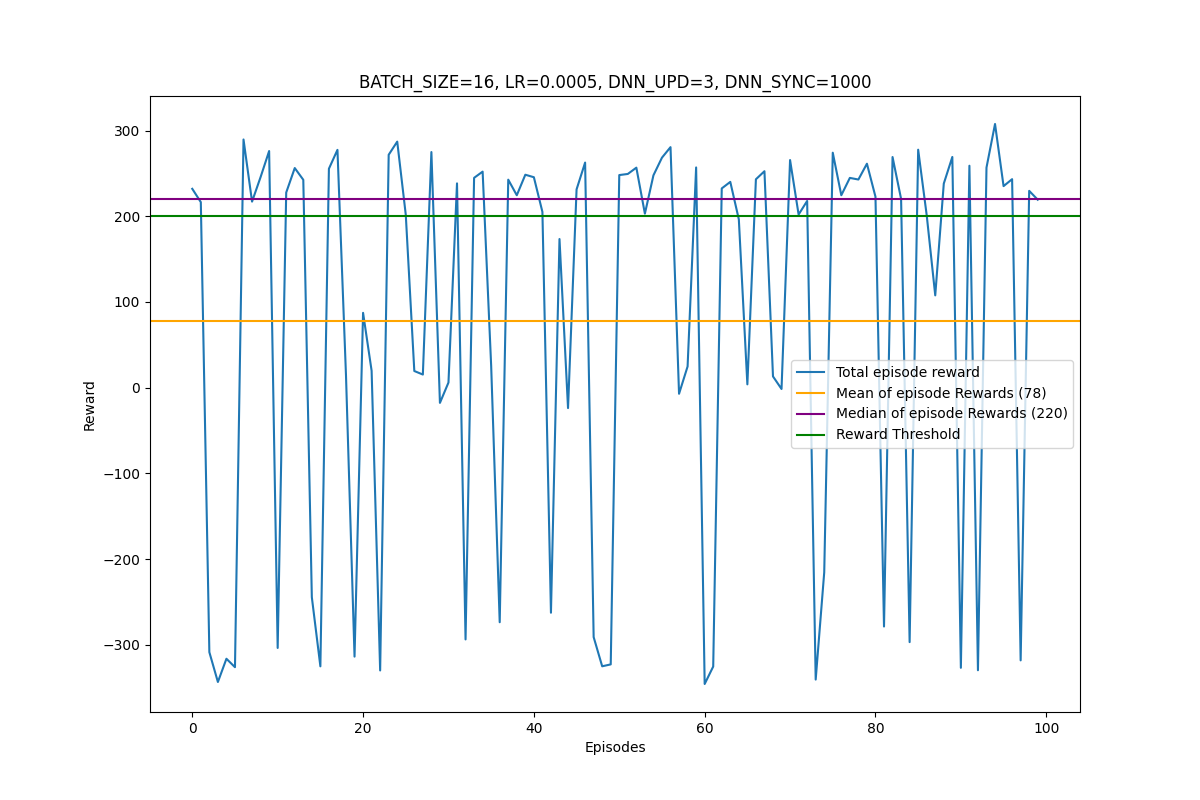 BATCH_SIZE=16, LR=0.0005, DNN_UPD=3, DNN_SYNC=1000
300
200
100
0
−100
−200
−300
Reward
Total episode reward
Mean of episode Rewards (78)
Median of episode Rewards (220)
Reward Threshold
0 20 40 60 80 100
Episodes